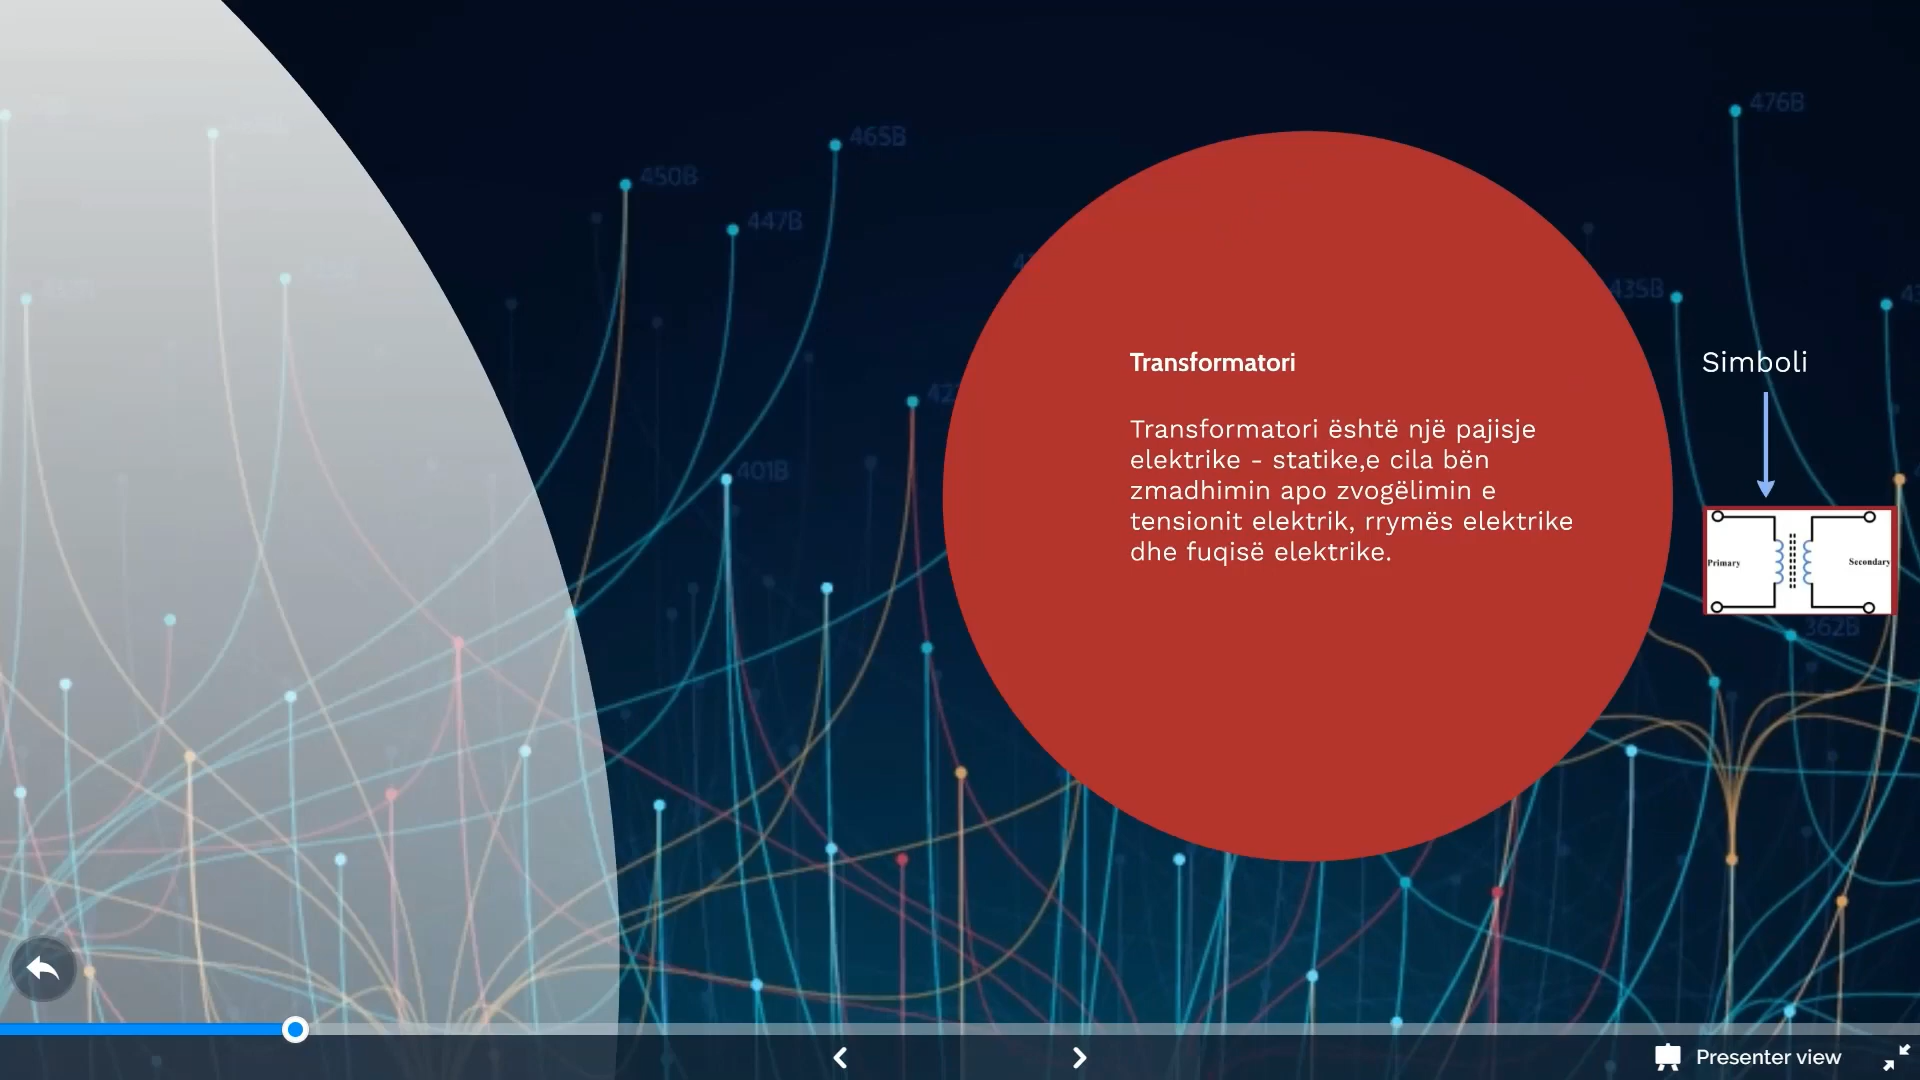 476B
465B
450B
447B
435B
Transformatori
Simboli
Transformatori është një pajisje
elektrike - statike,e cila bën
zmadhimin apo zvogëlimin e
tensionit elektrik, rrymës elektrike
dhe fuqisë elektrike.
401B
Primary
Secondary
362B
Presenter view